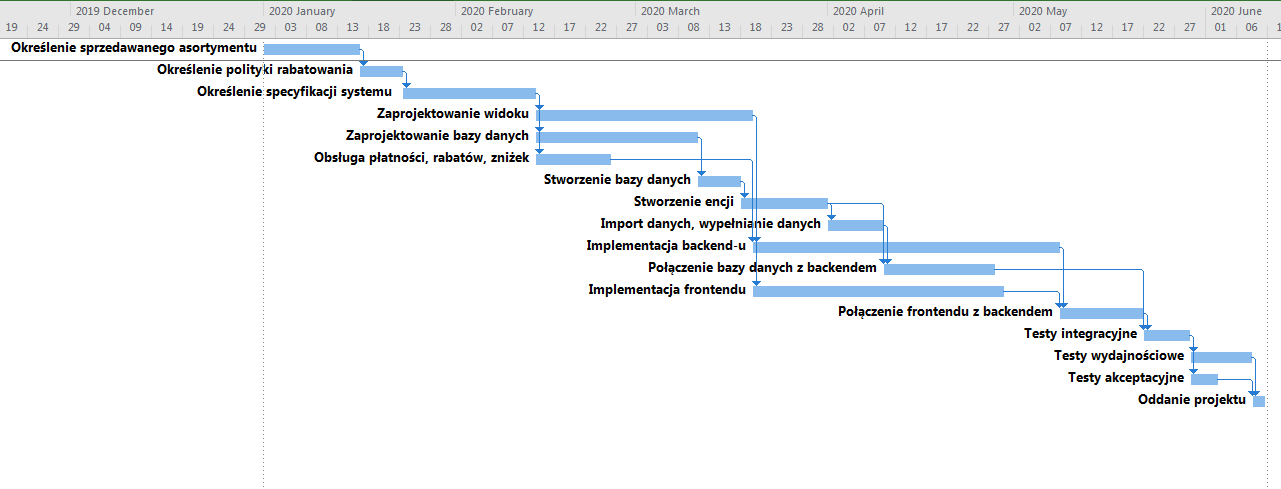 2019 December 2020 January 2020 February 2020 March 2020 April 2020 May 2020 June
19 24 29 04 09 14 19 24 29 03 08 13 18 23 28 02 07 12 17 22 27 03 08 13 18 23 28 02 07 12 17 22 27 02 07 12 17 22 27 01 06 1
Określenie sprzedawanego asortymentu
Określenie polityki rabatowania
Określenie specyfikacji systemu
Zaprojektowanie widoku
Zaprojektowanie bazy danych
Obsługa płatności, rabatów, zniżek
Stworzenie bazy danych
Stworzenie encji
Import danych, wypełnianie danych
Implementacja backend-u
Połączenie bazy danych z backendem
Implementacja frontendu
Połączenie frontendu z backendem
Testy integracyjne
Testy wydajnościowe
Testy akceptacyjne
Oddanie projektu